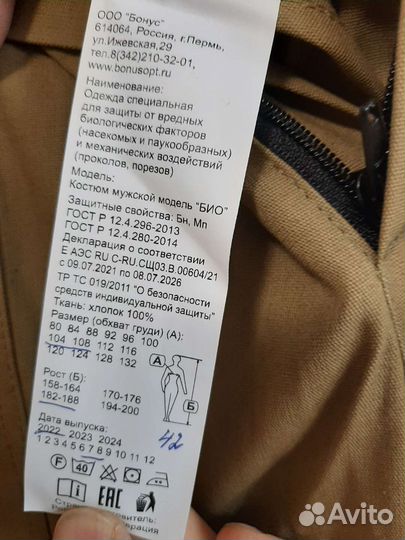 ООО "Бонус"
614064, Россия, г.Пермь,
ул.Ижевская,29
тел.8(342)210-32-01,
www.bonusopt.ru
Наименование:
Одежда специальная
для защиты от вредных
биологических факторов
(насекомых и паукообразных)
и механических воздействий
(проколов, порезов)
Модель:
Костюм мужской модель "БИО"
Защитные свойства: Бн, Мп
ГОСТ Р 12.4.296-2013
ГОСТ Р 12.4.280-2014
Декларация о соответствии
Е АЭС RU С-RU.СЩ03.В.00604/21
с 09.07.2021 по 08.07.2026
ТР ТС 019/2011 "О безопасности
средств индивидуальной защиты"
Ткань: хлопок 100%
Размер (обхват груди) (А):
80 84 88 92 96 100
104 108 112 116
120 124 128 132
А
Б
Рост (Б):
158-164 170-176
182-188 194-200
Дата выпуска:
2022 2023 2024
1 2 3 4 5 6 7 8 9 10 11 12
42
F 40
i EAC
Avito